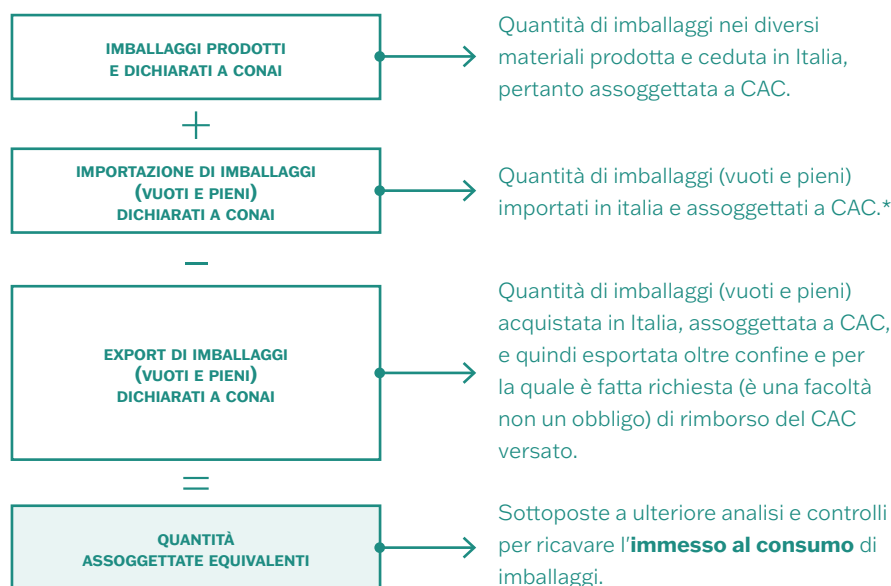 IMBALLAGGI PRODOTTI
E DICHIARATI A CONAI
Quantità di imballaggi nei diversi
materiali prodotta e ceduta in Italia,
pertanto assoggettata a CAC.
+
IMPORTAZIONE DI IMBALLAGGI
(VUOTI E PIENI)
DICHIARATI A CONAI
Quantità di imballaggi (vuoti e pieni)
importati in italia e assoggettati a CAC.*
–
EXPORT DI IMBALLAGGI
(VUOTI E PIENI)
DICHIARATI A CONAI
Quantità di imballaggi (vuoti e pieni)
acquistata in Italia, assoggettata a CAC,
e quindi esportata oltre confine e per
la quale è fatta richiesta (è una facoltà
non un obbligo) di rimborso del CAC
versato.
=
QUANTITÀ
ASSOGGETTATE EQUIVALENTI
Sottoposte a ulteriore analisi e controlli
per ricavare l'immesso al consumo di
imballaggi.